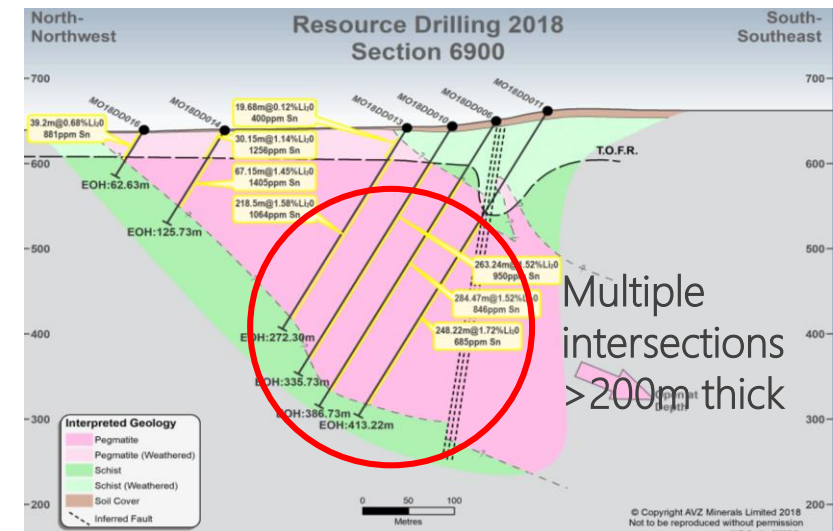 North-
Northwest
Resource Drilling 2018
Section 6900
South-
Southeast
700
700
600
600
500
500
400
400
300
300
200
200
MO18DD016
MO18DD014
MO18DD013
MO18DD010
MO18DD006
MO18DD011
39.2m@0.68%Li₂0
881ppm Sn
19.68m@0.12%Li₂0
400ppm Sn
30.15m@1.14%Li₂0
1256ppm Sn
67.15m@1.45%Li₂0
1405ppm Sn
218.5m@1.58%Li₂0
1064ppm Sn
263.24m@1.52%Li₂0
950ppm Sn
284.47m@1.52%Li₂0
846ppm Sn
248.22m@1.72%Li₂0
685ppm Sn
T.O.F.R.
EOH:62.63m
EOH:125.73m
EOH:272.30m
EOH:335.73m
EOH:386.73m
EOH:413.22m
Multiple
intersections
>200m thick
Open at
Depth
Interpreted Geology
Pegmatite
Pegmatite (Weathered)
Schist
Schist (Weathered)
Soil Cover
Inferred Fault
0 50 100
Metres
© Copyright AVZ Minerals Limited 2018
Not to be reproduced without permission